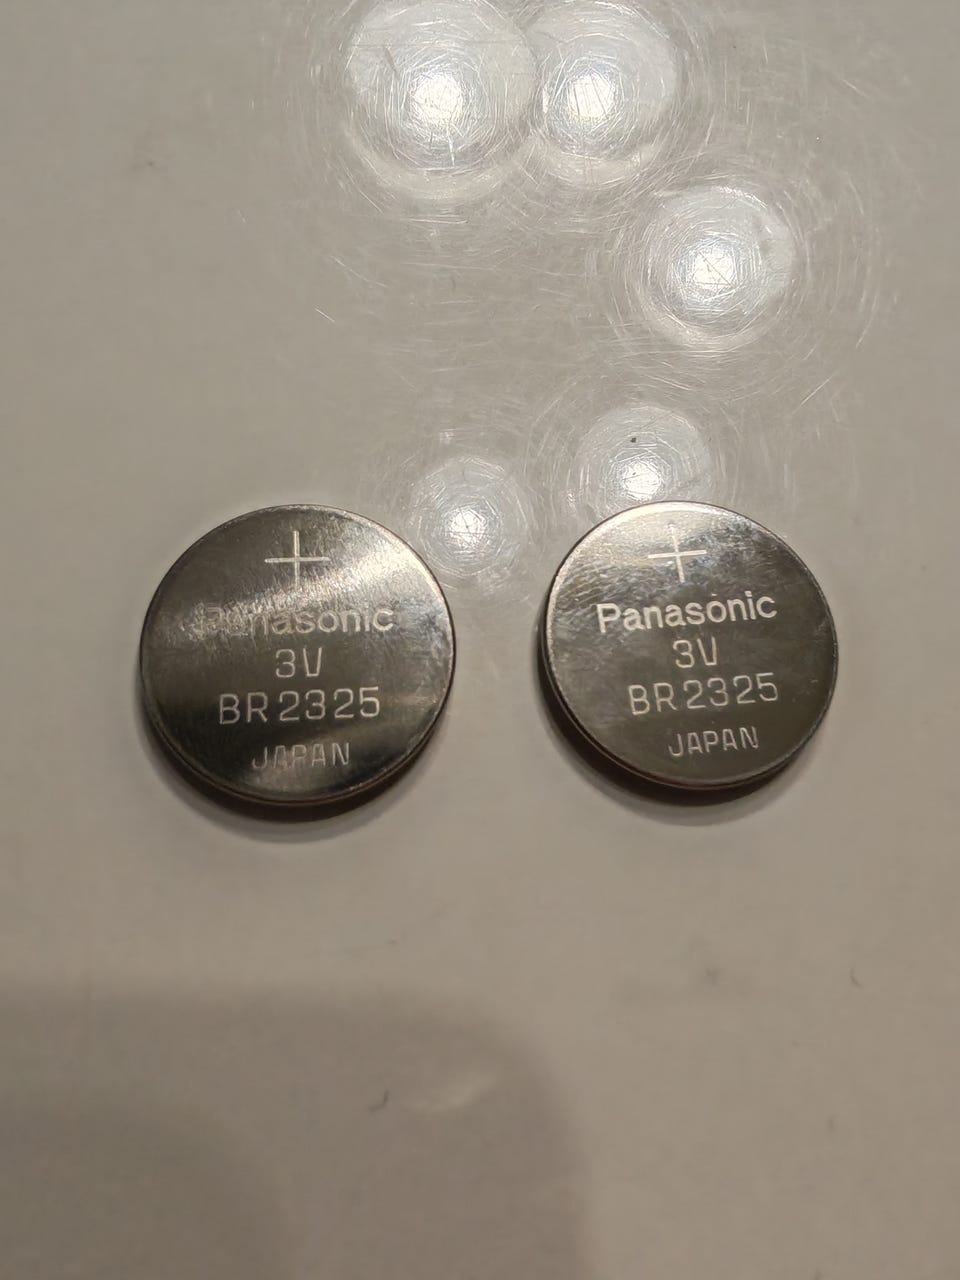 +
Panasonic
3V
BR2325
JAPAN
+
Panasonic
3V
BR2325
JAPAN